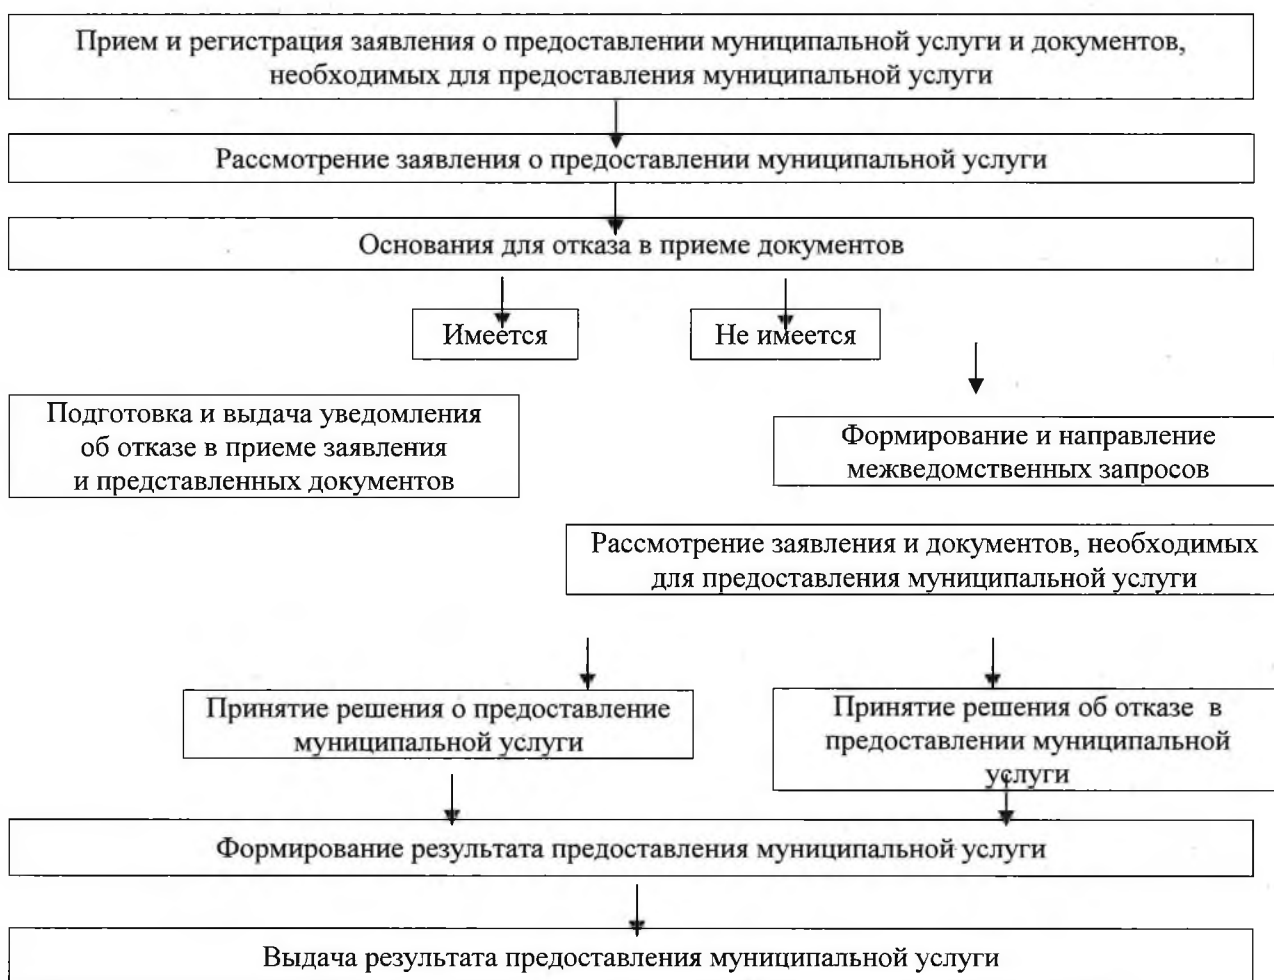 Прием и регистрация заявления о предоставлении муниципальной услуги и документов,
необходимых для предоставления муниципальной услуги
Рассмотрение заявления о предоставлении муниципальной услуги
Основания для отказа в приеме документов
Имеется
Не имеется
Подготовка и выдача уведомления
об отказе в приеме заявления
и представленных документов
Формирование и направление
межведомственных запросов
Рассмотрение заявления и документов, необходимых
для предоставления муниципальной услуги
Принятие решения о предоставление
муниципальной услуги
Принятие решения об отказе в
предоставлении муниципальной
услуги
Формирование результата предоставления муниципальной услуги
Выдача результата предоставления муниципальной услуги